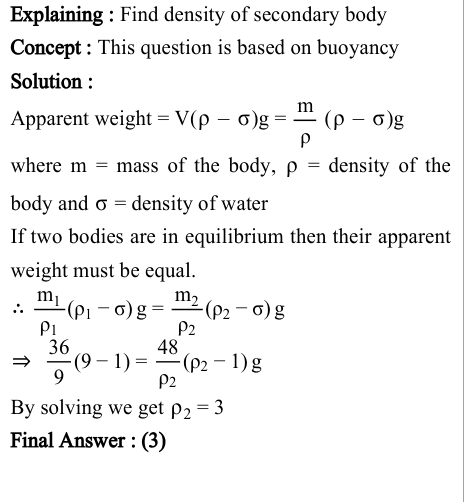 Explaining : Find density of secondary body
Concept : This question is based on buoyancy
Solution :
Apparent weight = V(ρ − σ)g = m/ρ (ρ − σ)g
where m = mass of the body, ρ = density of the
body and σ = density of water
If two bodies are in equilibrium then their apparent
weight must be equal.
∴ m₁/ρ₁ (ρ₁ − σ) g = m₂/ρ₂ (ρ₂ − σ) g
⇒ 36/9 (9 − 1) = 48/ρ₂ (ρ₂ − 1) g
By solving we get ρ₂ = 3
Final Answer : (3)